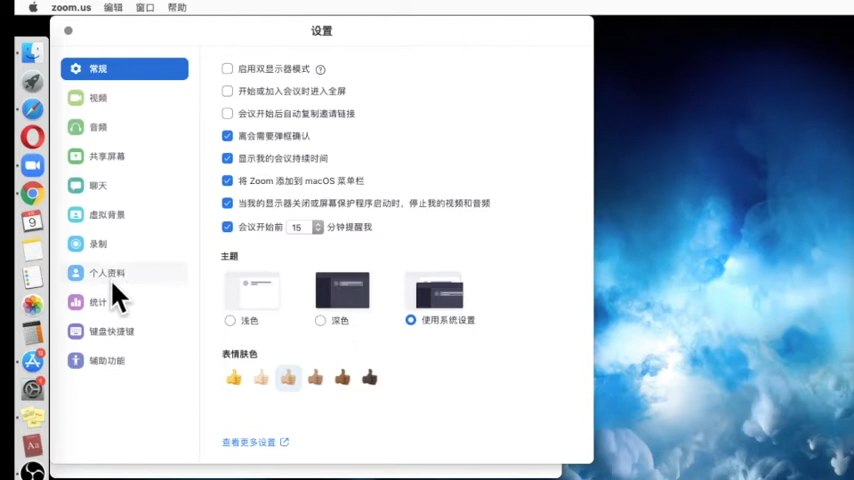 zoom.us 编辑 窗口 帮助
设置
常规
视频
音频
共享屏幕
聊天
虚拟背景
录制
个人资料
统计
键盘快捷键
辅助功能
启用双显示器模式 ?
开始或加入会议时进入全屏
会议开始后自动复制邀请链接
离会需要弹框确认
显示我的会议持续时间
将 Zoom 添加到 macOS 菜单栏
当我的显示器关闭或屏幕保护程序启动时，停止我的视频和音频
会议开始前 15 分钟提醒我
主题
浅色 深色 使用系统设置
表情肤色
查看更多设置
9
Aa